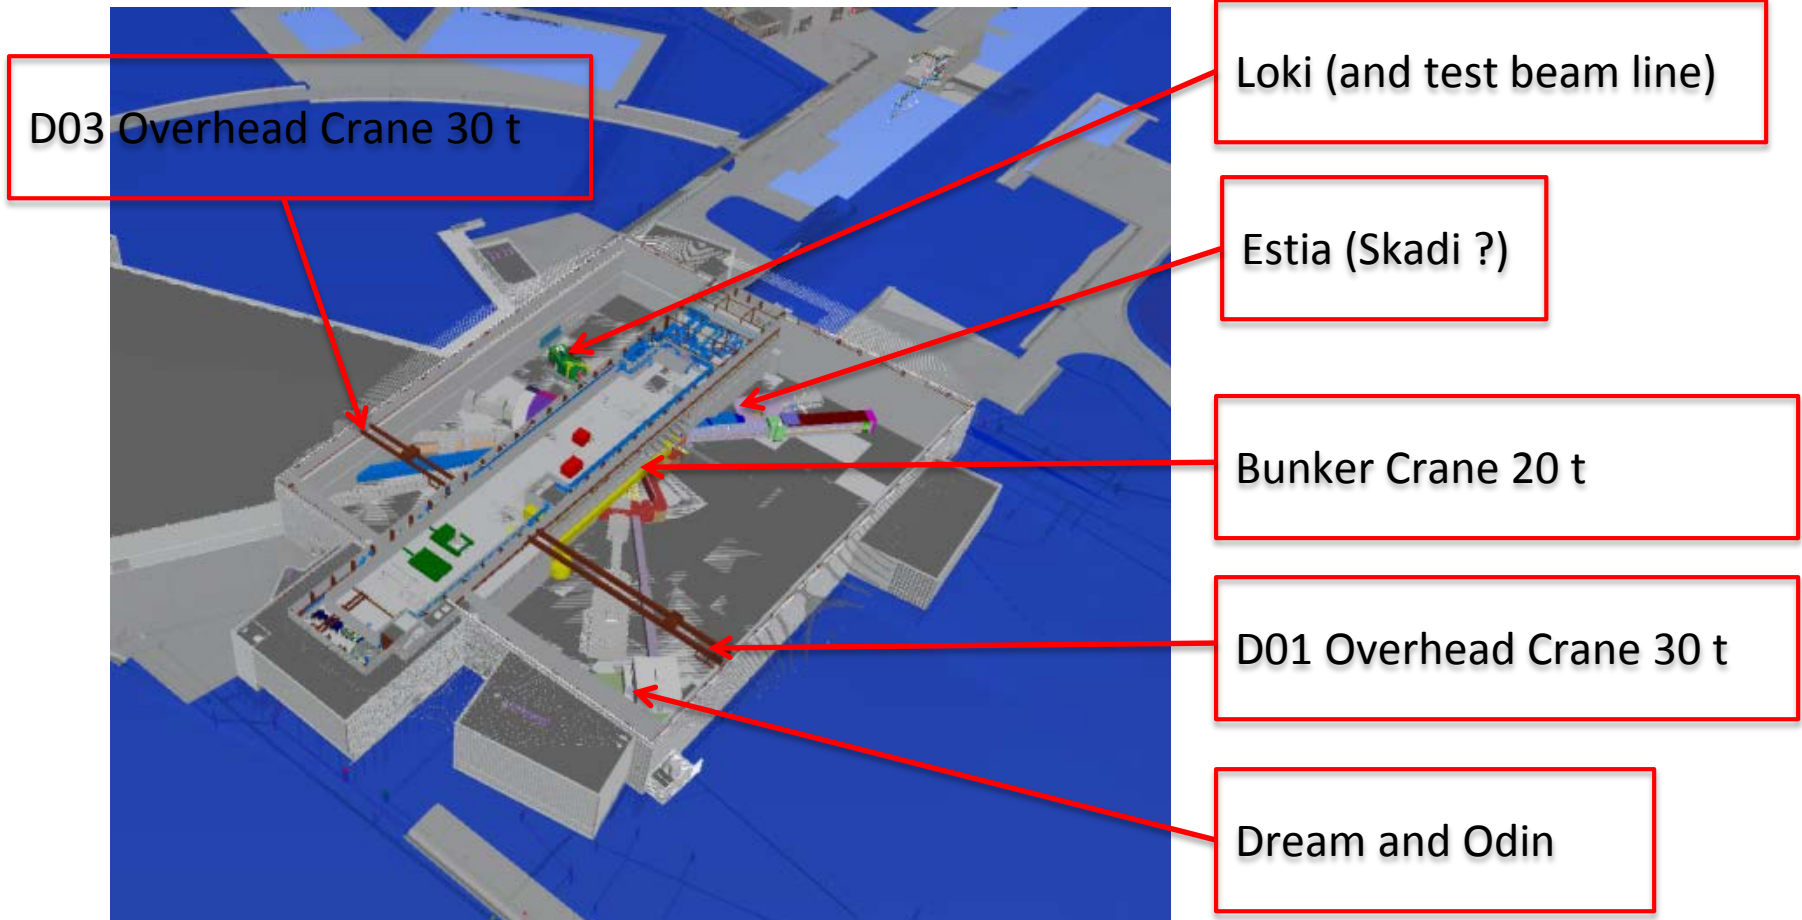 D03 Overhead Crane 30 t
Loki (and test beam line)
Estia (Skadi ?)
Bunker Crane 20 t
D01 Overhead Crane 30 t
Dream and Odin